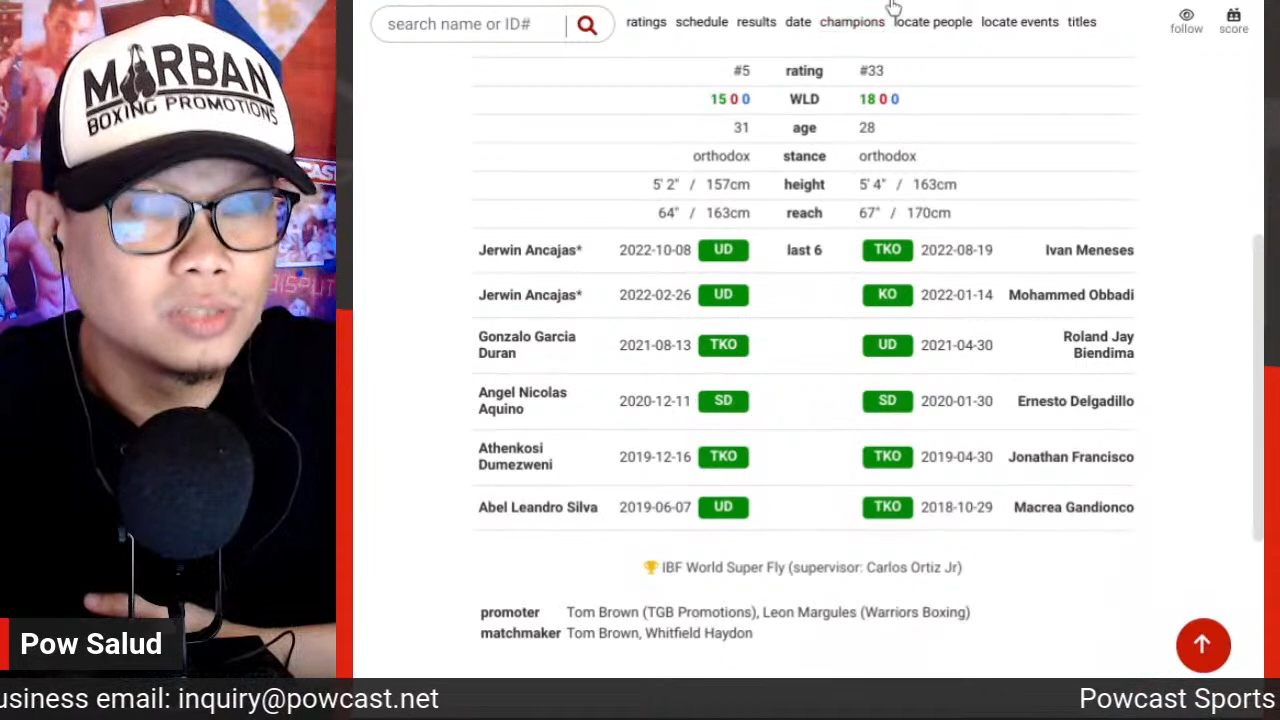 MARBAN
BOXING PROMOTIONS
search name or ID#
ratings schedule results date champions locate people locate events titles
follow score
#5 rating #33
15 0 0 WLD 18 0 0
31 age 28
orthodox stance orthodox
5' 2" / 157cm height 5' 4" / 163cm
64" / 163cm reach 67" / 170cm
Jerwin Ancajas* 2022-10-08 UD last 6 TKO 2022-08-19 Ivan Meneses
Jerwin Ancajas* 2022-02-26 UD KO 2022-01-14 Mohammed Obbadi
Gonzalo Garcia Duran 2021-08-13 TKO UD 2021-04-30 Roland Jay Biendima
Angel Nicolas Aquino 2020-12-11 SD SD 2020-01-30 Ernesto Delgadillo
Athenkosi Dumezweni 2019-12-16 TKO TKO 2019-04-30 Jonathan Francisco
Abel Leandro Silva 2019-06-07 UD TKO 2018-10-29 Macrea Gandionco
IBF World Super Fly (supervisor: Carlos Ortiz Jr)
promoter Tom Brown (TGB Promotions), Leon Margules (Warriors Boxing)
matchmaker Tom Brown, Whitfield Haydon
Pow Salud
usiness email: inquiry@powcast.net
Powcast Sports